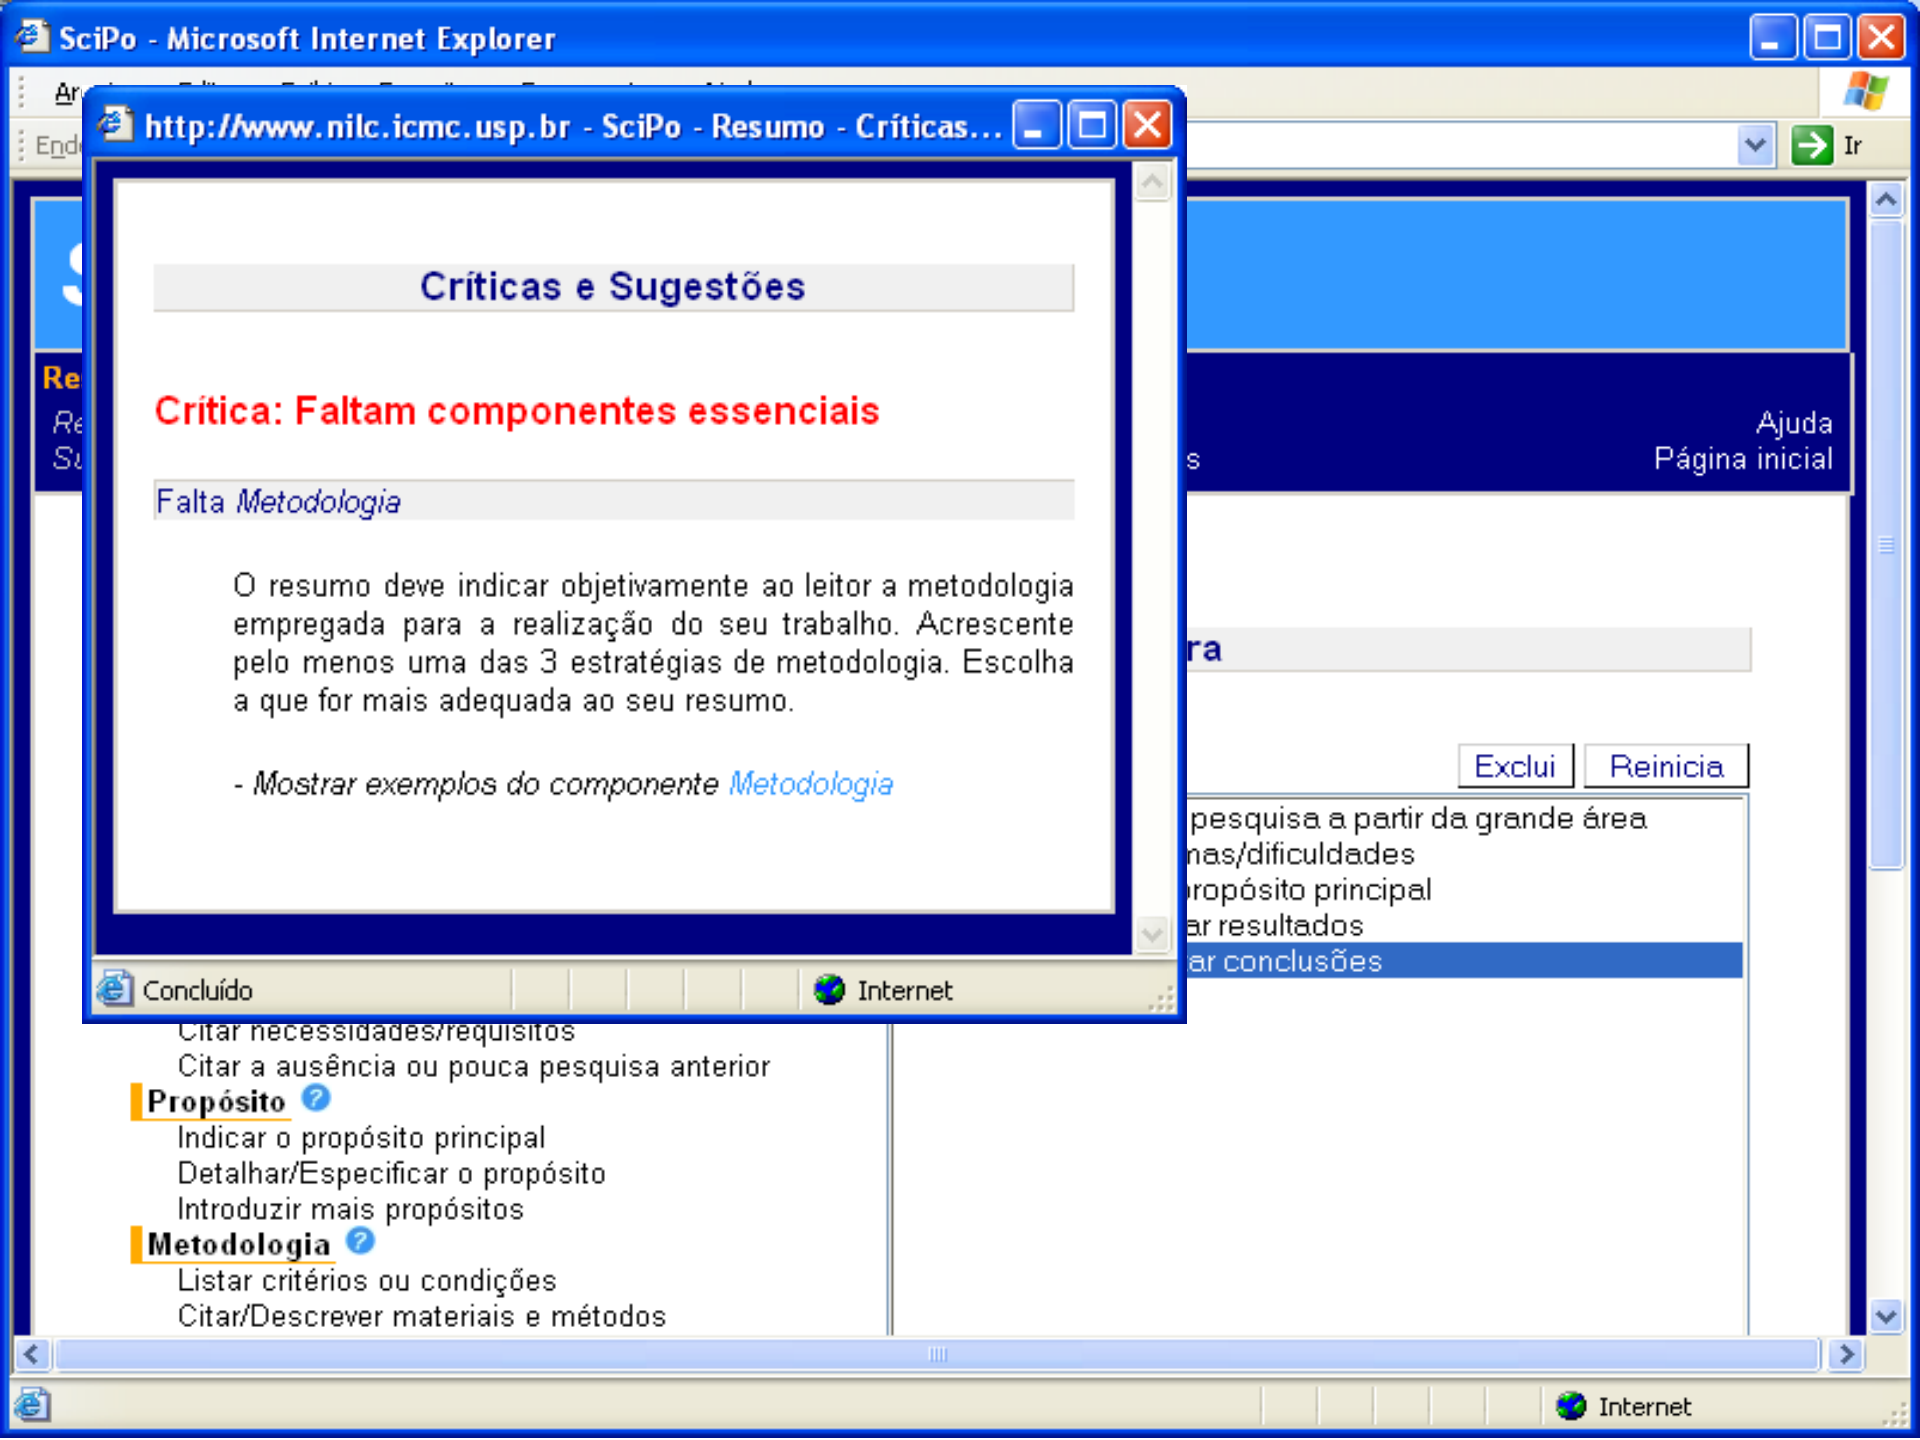 SciPo - Microsoft Internet Explorer
http://www.nilc.icmc.usp.br - SciPo - Resumo - Críticas...
Ir
Críticas e Sugestões
Crítica: Faltam componentes essenciais
Falta Metodologia
O resumo deve indicar objetivamente ao leitor a metodologia
empregada para a realização do seu trabalho. Acrescente
pelo menos uma das 3 estratégias de metodologia. Escolha
a que for mais adequada ao seu resumo.
- Mostrar exemplos do componente Metodologia
Concluído
Internet
Ajuda
Página inicial
Exclui
Reinicia
pesquisa a partir da grande área
mas/dificuldades
propósito principal
ar resultados
ar conclusões
Citar necessidades/requisitos
Citar a ausência ou pouca pesquisa anterior
Propósito ?
Indicar o propósito principal
Detalhar/Especificar o propósito
Introduzir mais propósitos
Metodologia ?
Listar critérios ou condições
Citar/Descrever materiais e métodos
Internet